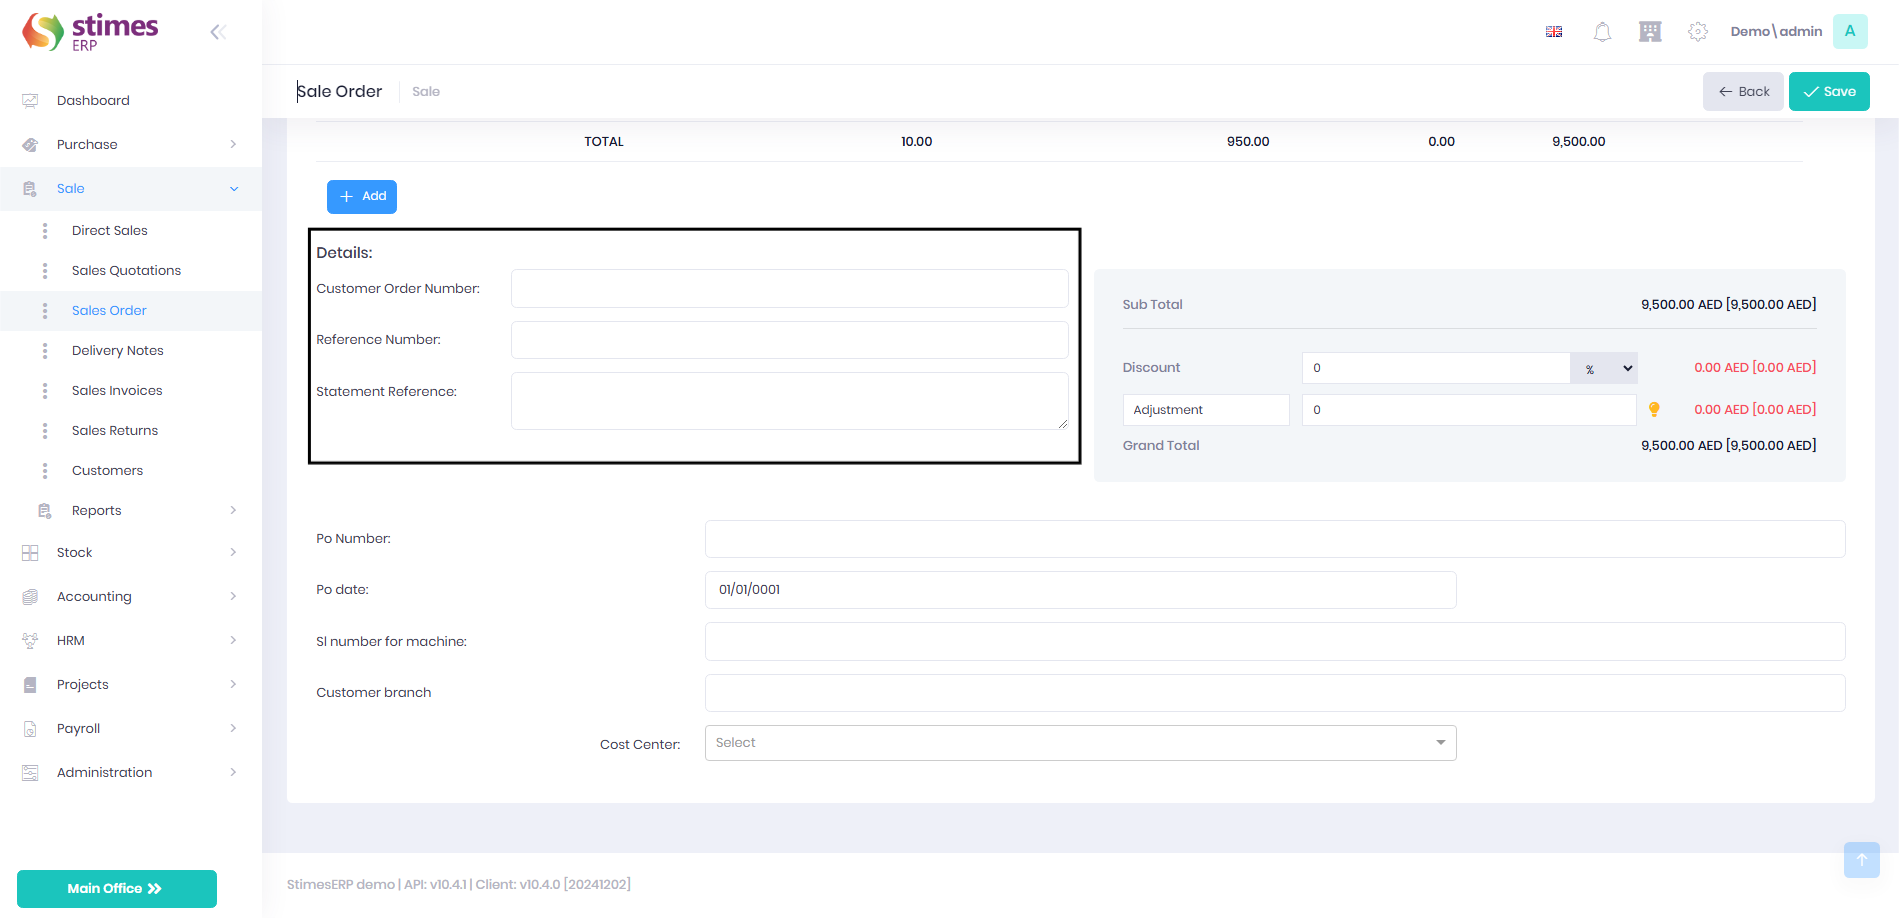 stimes
ERP
Demo\admin
A
Sale Order
Sale
Back
Save
Dashboard
Purchase
Sale
Direct Sales
Sales Quotations
Sales Order
Delivery Notes
Sales Invoices
Sales Returns
Customers
Reports
Stock
Accounting
HRM
Projects
Payroll
Administration
Main Office
TOTAL 10.00 950.00 0.00 9,500.00
Add
Details:
Customer Order Number:
Reference Number:
Statement Reference:
Sub Total 9,500.00 AED [9,500.00 AED]
Discount 0 % 0.00 AED [0.00 AED]
Adjustment 0 0.00 AED [0.00 AED]
Grand Total 9,500.00 AED [9,500.00 AED]
Po Number:
Po date: 01/01/0001
Sl number for machine:
Customer branch
Cost Center: Select
StimesERP demo | API: v10.4.1 | Client: v10.4.0 [20241202]